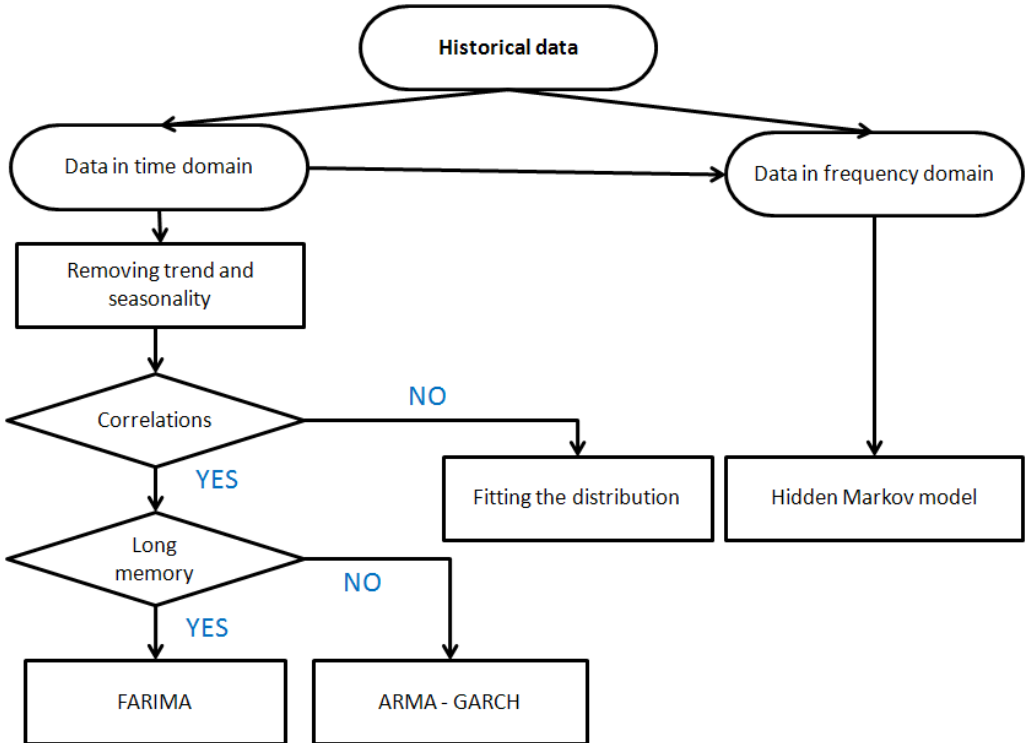 Historical data
Data in time domain
Data in frequency domain
Removing trend and
seasonality
Correlations
NO
YES
Fitting the distribution
Hidden Markov model
Long
memory
NO
YES
FARIMA
ARMA - GARCH